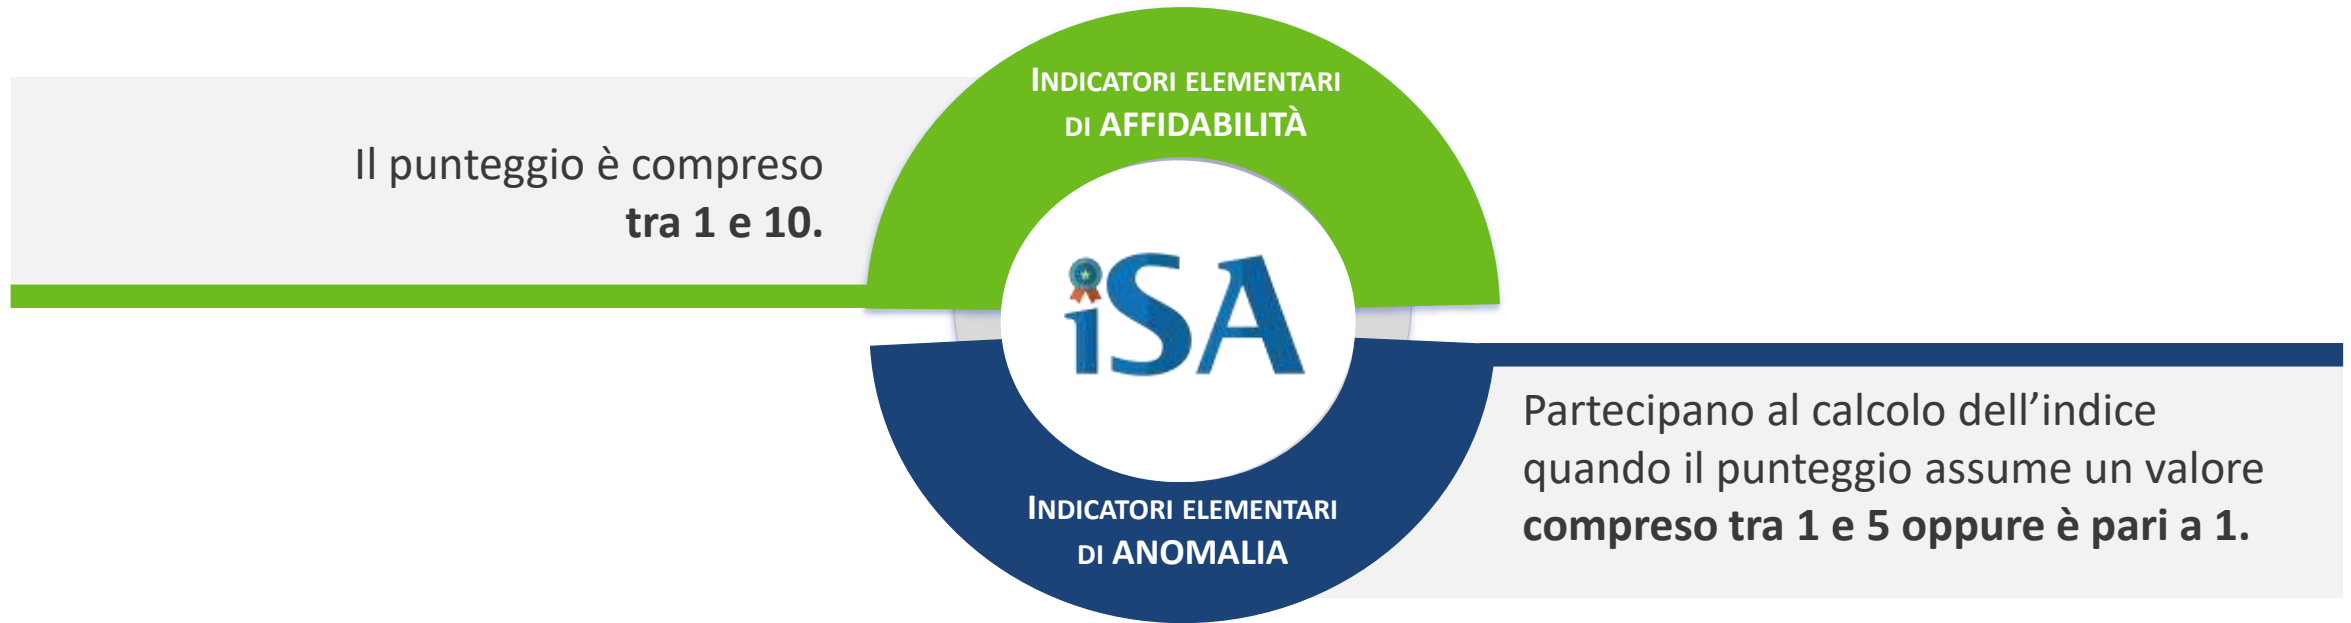 INDICATORI ELEMENTARI
DI AFFIDABILITÀ
Il punteggio è compreso
tra 1 e 10.
iSA
Partecipano al calcolo dell’indice
quando il punteggio assume un valore
compreso tra 1 e 5 oppure è pari a 1.
INDICATORI ELEMENTARI
DI ANOMALIA